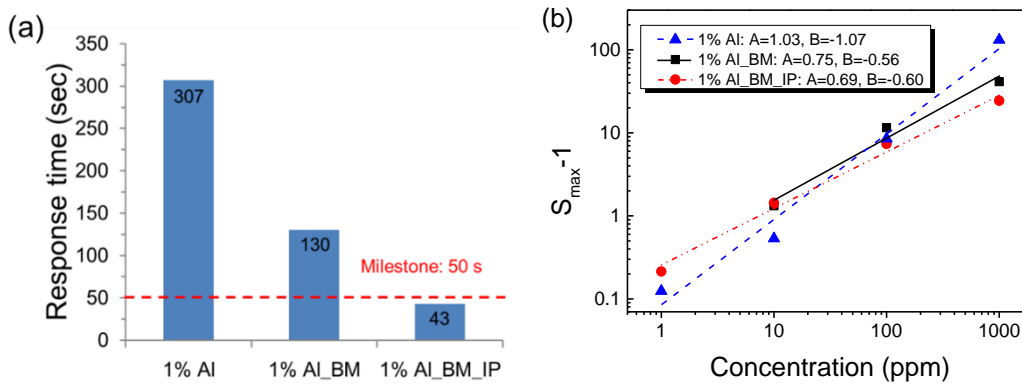 (a)
Response time (sec)
350
300
250
200
150
100
50
0
307
130
43
Milestone: 50 s
1% Al
1% Al_BM
1% Al_BM_IP
(b)
1% Al: A=1.03, B=-1.07
1% Al_BM: A=0.75, B=-0.56
1% Al_BM_IP: A=0.69, B=-0.60
S_max-1
100
10
1
0.1
1
10
100
1000
Concentration (ppm)